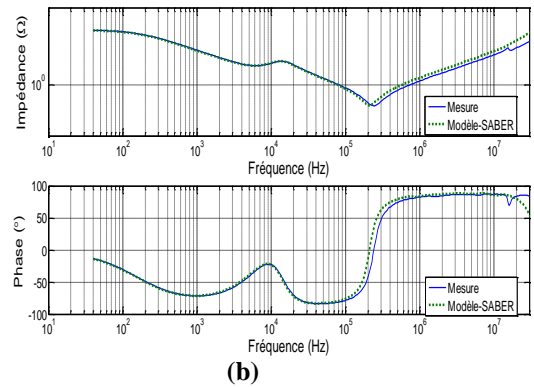 Impédance (Ω)
10⁰
10¹ 10² 10³ 10⁴ 10⁵ 10⁶ 10⁷
Fréquence (Hz)
Mesure
Modèle-SABER
Phase (°)
100
50
0
-50
-100
10¹ 10² 10³ 10⁴ 10⁵ 10⁶ 10⁷
Fréquence (Hz)
Mesure
Modèle-SABER
(b)